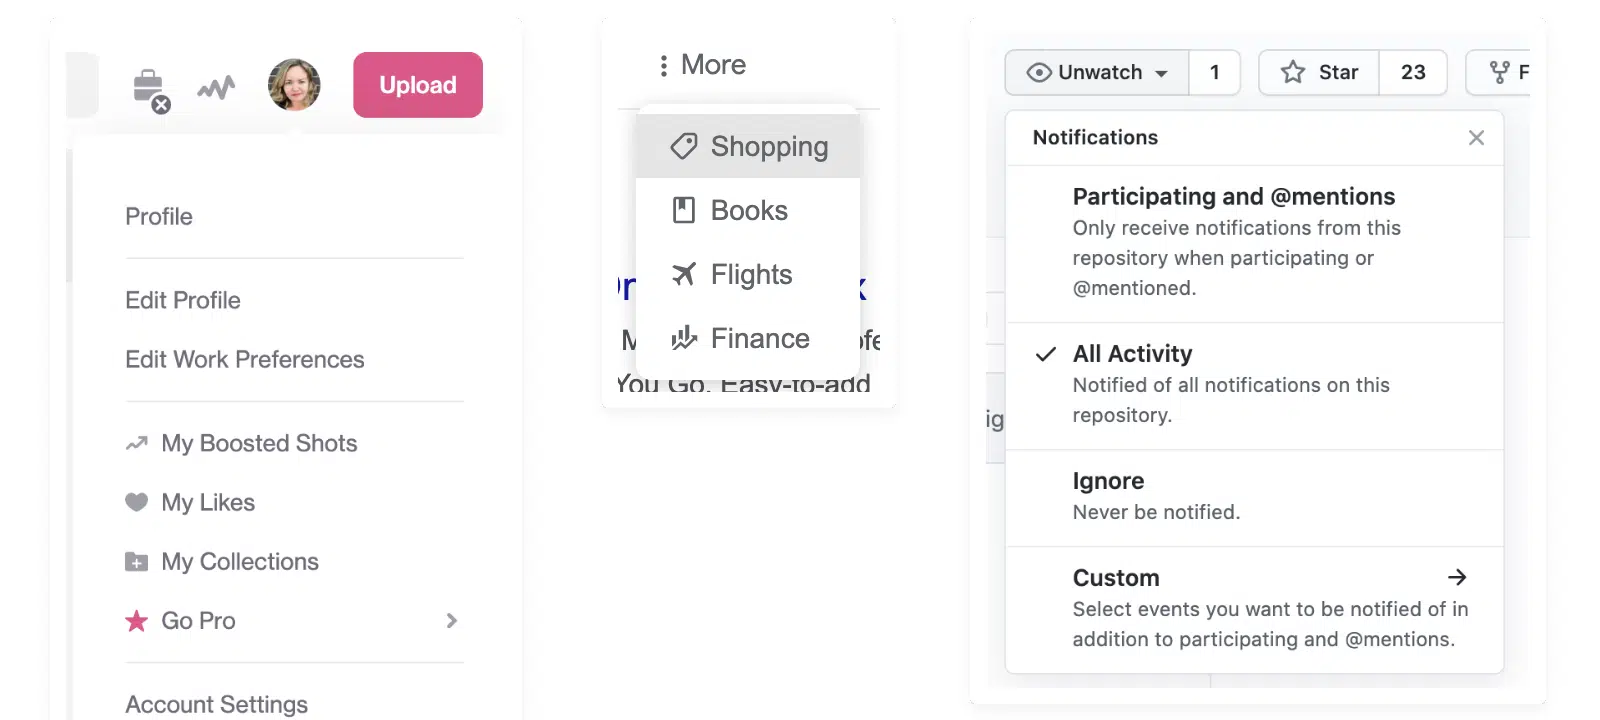 Upload
Profile
Edit Profile
Edit Work Preferences
My Boosted Shots
My Likes
My Collections
Go Pro
Account Settings
More
Shopping
Books
Flights
Finance
You Go. Easy-to-add
Unwatch
1
Star
23
F
Notifications
Participating and @mentions
Only receive notifications from this
repository when participating or
@mentioned.
All Activity
Notified of all notifications on this
repository.
Ignore
Never be notified.
Custom
Select events you want to be notified of in
addition to participating and @mentions.